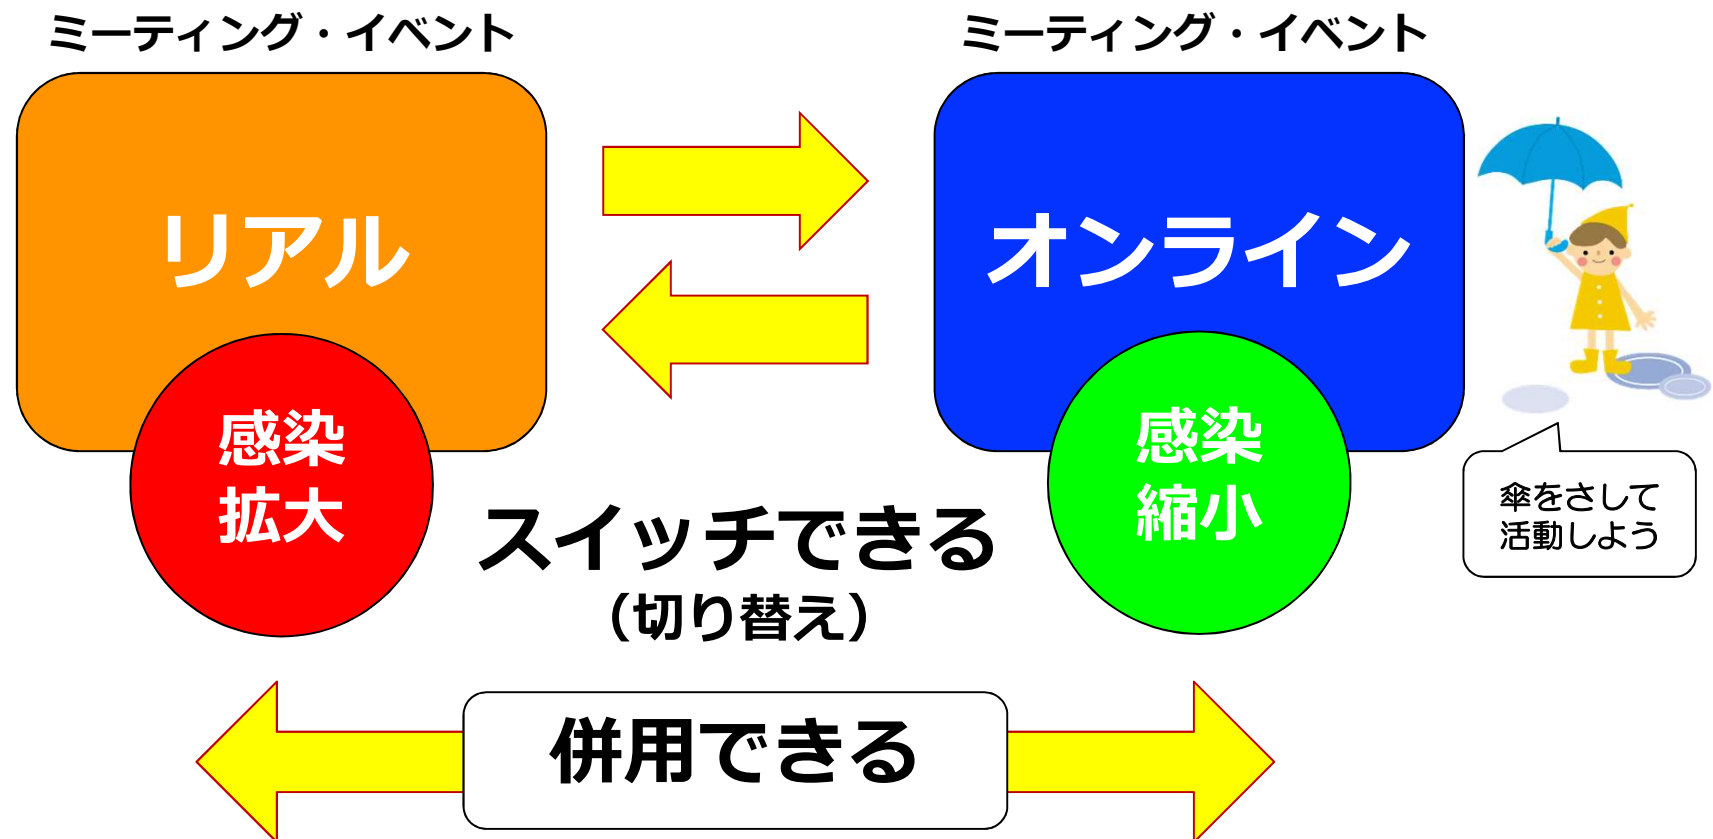 ミーティング・イベント
ミーティング・イベント
リアル
オンライン
感染
拡大
感染
縮小
傘をさして
活動しよう
スイッチできる
（切り替え）
併用できる